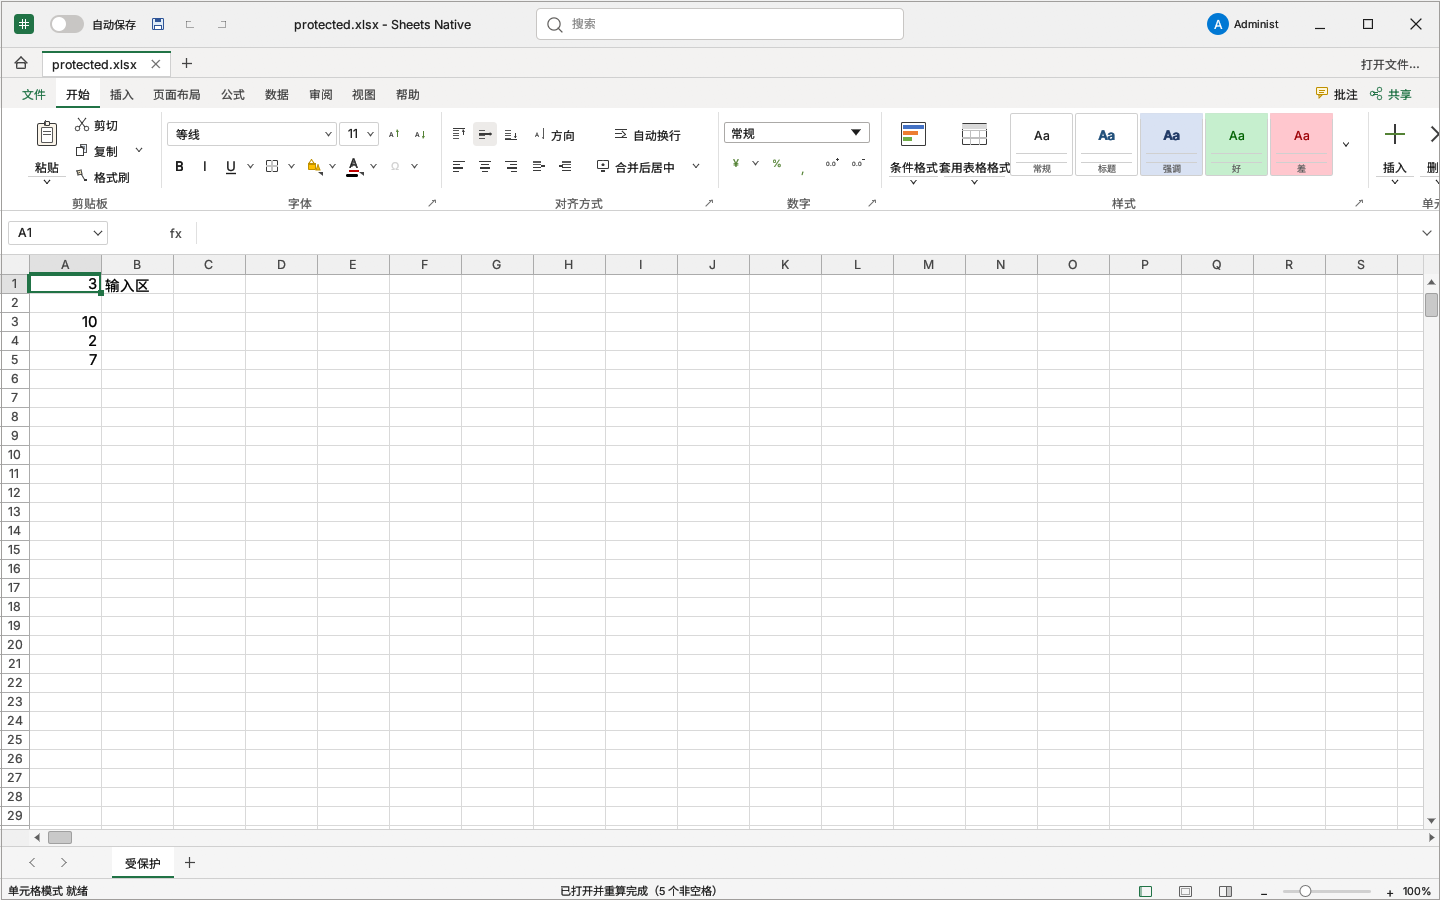 自动保存
protected.xlsx - Sheets Native
搜索
A
Administ
protected.xlsx
打开文件...
文件 开始 插入 页面布局 公式 数据 审阅 视图 帮助
批注 共享
粘贴
剪切
复制
格式刷
剪贴板
等线 11 A A
B I U A Ω
字体
方向 自动换行
合并后居中
对齐方式
常规
¥ % ,
数字
条件格式 套用表格格式
Aa 常规
Aa 标题
Aa 强调
Aa 好
Aa 差
样式
插入 删
单元
A1 fx
A B C D E F G H I J K L M N O P Q R S
1 3 输入区
2
3 10
4 2
5 7
6
7
8
9
10
11
12
13
14
15
16
17
18
19
20
21
22
23
24
25
26
27
28
29
受保护
单元格模式 就绪
已打开并重算完成（5 个非空格）
100%